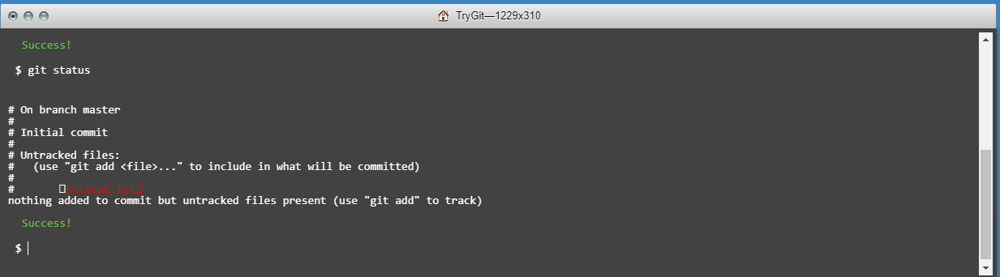 TryGit—1229x310
Success!
$ git status
# On branch master
#
# Initial commit
#
# Untracked files:
#   (use "git add <file>..." to include in what will be committed)
#
#       octocat.txt
nothing added to commit but untracked files present (use "git add" to track)
Success!
$